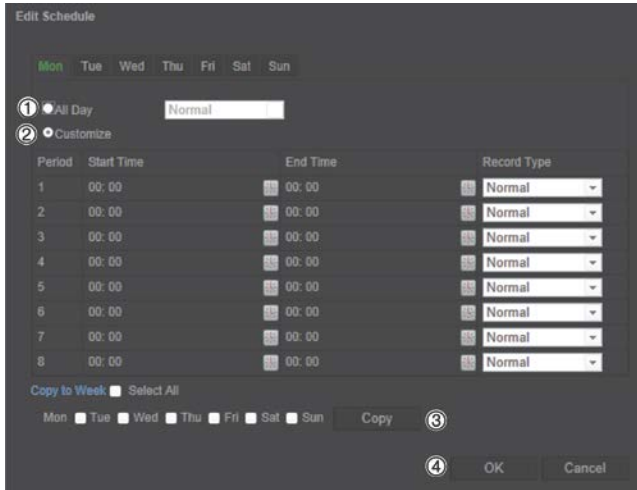 Edit Schedule
Mon Tue Wed Thu Fri Sat Sun
① All Day Normal
② Customize
Period Start Time End Time Record Type
1 00: 00 00: 00 Normal
2 00: 00 00: 00 Normal
3 00: 00 00: 00 Normal
4 00: 00 00: 00 Normal
5 00: 00 00: 00 Normal
6 00: 00 00: 00 Normal
7 00: 00 00: 00 Normal
8 00: 00 00: 00 Normal
Copy to Week Select All
Mon Tue Wed Thu Fri Sat Sun Copy ③
④ OK Cancel